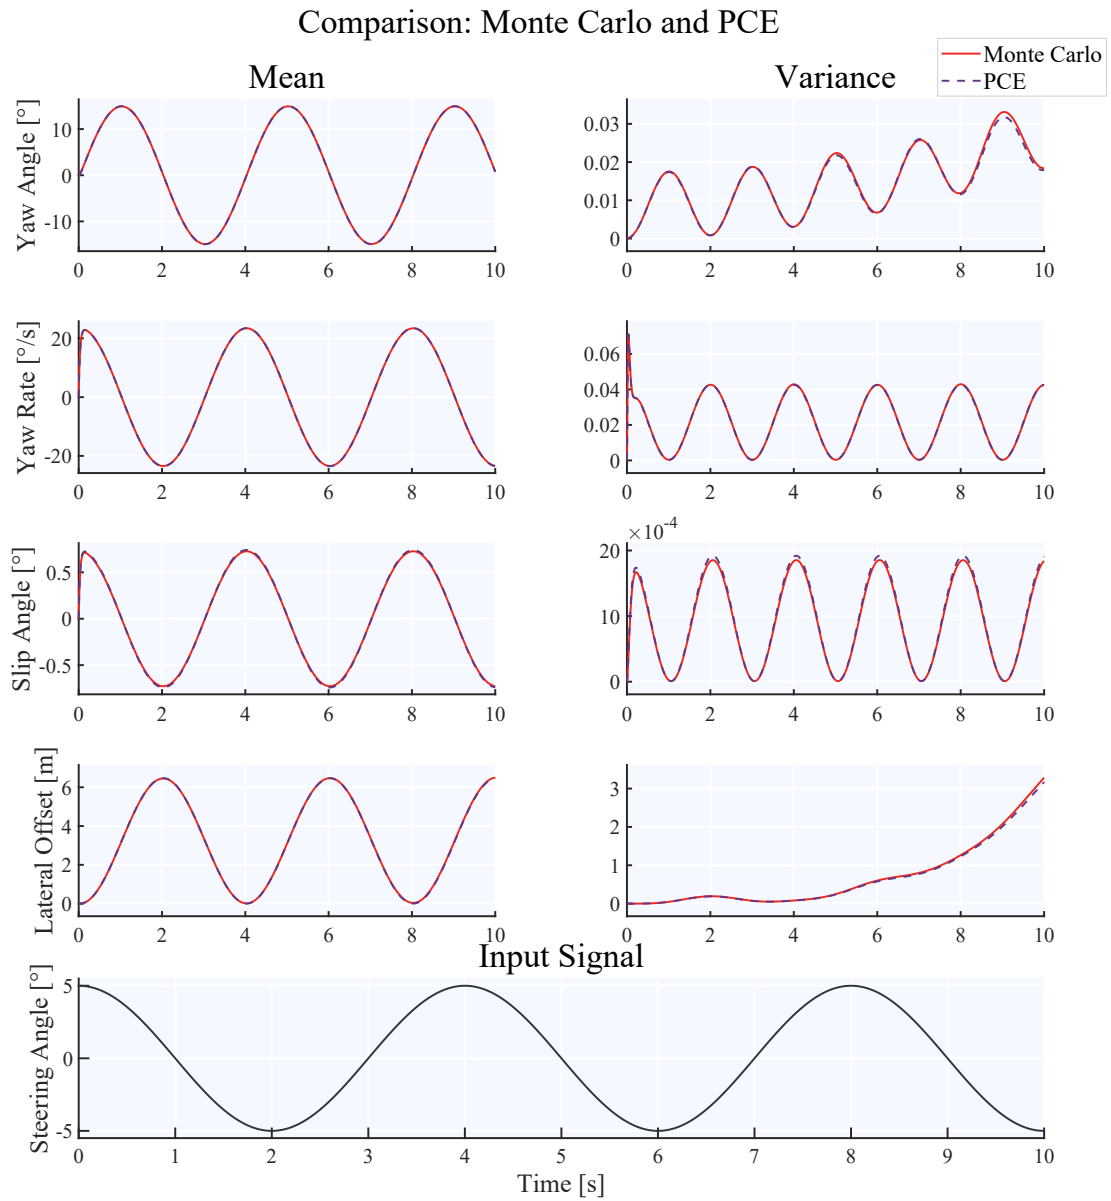 Comparison: Monte Carlo and PCE
Monte Carlo
PCE
Mean
Variance
Yaw Angle [°]
10
0
-10
0 2 4 6 8 10
0.03
0.02
0.01
0
0 2 4 6 8 10
Yaw Rate [°/s]
20
0
-20
0 2 4 6 8 10
0.06
0.04
0.02
0
0 2 4 6 8 10
Slip Angle [°]
0.5
0
-0.5
0 2 4 6 8 10
×10⁻⁴
20
10
0
0 2 4 6 8 10
Lateral Offset [m]
6
4
2
0
0 2 4 6 8 10
3
2
1
0
0 2 4 6 8 10
Input Signal
Steering Angle [°]
5
0
-5
0 1 2 3 4 5 6 7 8 9 10
Time [s]